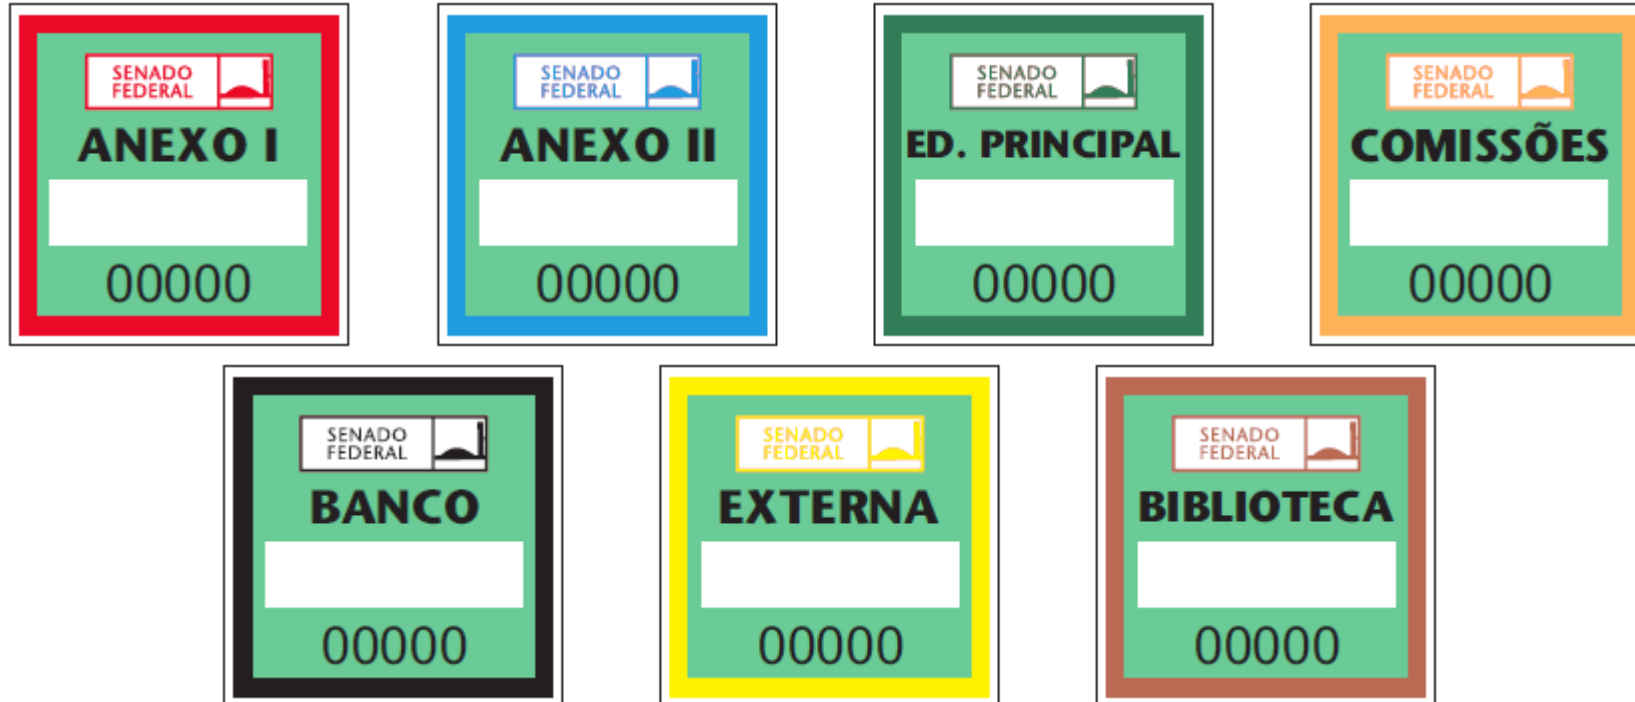 SENADO
FEDERAL
ANEXO I
00000
SENADO
FEDERAL
ANEXO II
00000
SENADO
FEDERAL
ED. PRINCIPAL
00000
SENADO
FEDERAL
COMISSÕES
00000
SENADO
FEDERAL
BANCO
00000
SENADO
FEDERAL
EXTERNA
00000
SENADO
FEDERAL
BIBLIOTECA
00000